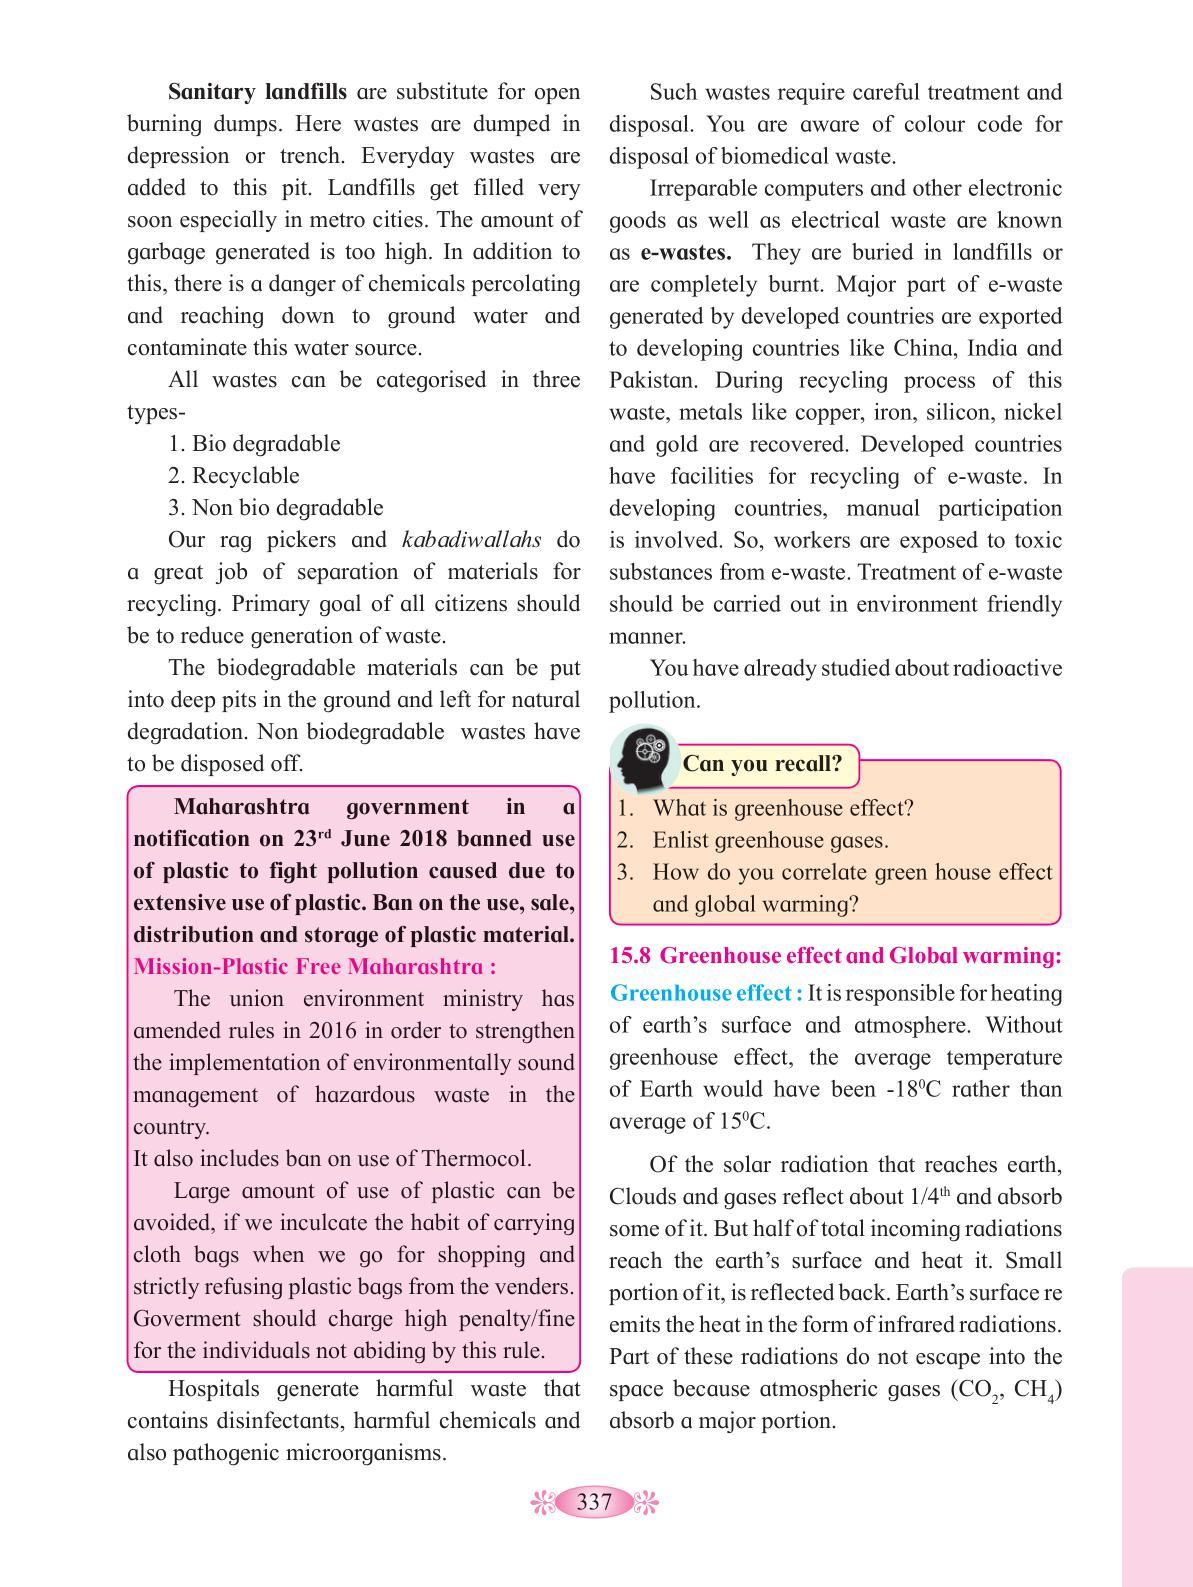 Sanitary landfills are substitute for open
burning dumps. Here wastes are dumped in
depression or trench. Everyday wastes are
added to this pit. Landfills get filled very
soon especially in metro cities. The amount of
garbage generated is too high. In addition to
this, there is a danger of chemicals percolating
and reaching down to ground water and
contaminate this water source.
All wastes can be categorised in three
types-
1. Bio degradable
2. Recyclable
3. Non bio degradable
Our rag pickers and kabadiwallahs do
a great job of separation of materials for
recycling. Primary goal of all citizens should
be to reduce generation of waste.
The biodegradable materials can be put
into deep pits in the ground and left for natural
degradation. Non biodegradable wastes have
to be disposed off.
Maharashtra government in a
notification on 23rd June 2018 banned use
of plastic to fight pollution caused due to
extensive use of plastic. Ban on the use, sale,
distribution and storage of plastic material.
Mission-Plastic Free Maharashtra :
The union environment ministry has
amended rules in 2016 in order to strengthen
the implementation of environmentally sound
management of hazardous waste in the
country.
It also includes ban on use of Thermocol.
Large amount of use of plastic can be
avoided, if we inculcate the habit of carrying
cloth bags when we go for shopping and
strictly refusing plastic bags from the venders.
Goverment should charge high penalty/fine
for the individuals not abiding by this rule.
Hospitals generate harmful waste that
contains disinfectants, harmful chemicals and
also pathogenic microorganisms.
Such wastes require careful treatment and
disposal. You are aware of colour code for
disposal of biomedical waste.
Irreparable computers and other electronic
goods as well as electrical waste are known
as e-wastes. They are buried in landfills or
are completely burnt. Major part of e-waste
generated by developed countries are exported
to developing countries like China, India and
Pakistan. During recycling process of this
waste, metals like copper, iron, silicon, nickel
and gold are recovered. Developed countries
have facilities for recycling of e-waste. In
developing countries, manual participation
is involved. So, workers are exposed to toxic
substances from e-waste. Treatment of e-waste
should be carried out in environment friendly
manner.
You have already studied about radioactive
pollution.
Can you recall?
1. What is greenhouse effect?
2. Enlist greenhouse gases.
3. How do you correlate green house effect
and global warming?
15.8 Greenhouse effect and Global warming:
Greenhouse effect : It is responsible for heating
of earth’s surface and atmosphere. Without
greenhouse effect, the average temperature
of Earth would have been -18⁰C rather than
average of 15⁰C.
Of the solar radiation that reaches earth,
Clouds and gases reflect about 1/4th and absorb
some of it. But half of total incoming radiations
reach the earth’s surface and heat it. Small
portion of it, is reflected back. Earth’s surface re
emits the heat in the form of infrared radiations.
Part of these radiations do not escape into the
space because atmospheric gases (CO₂, CH₄)
absorb a major portion.
337